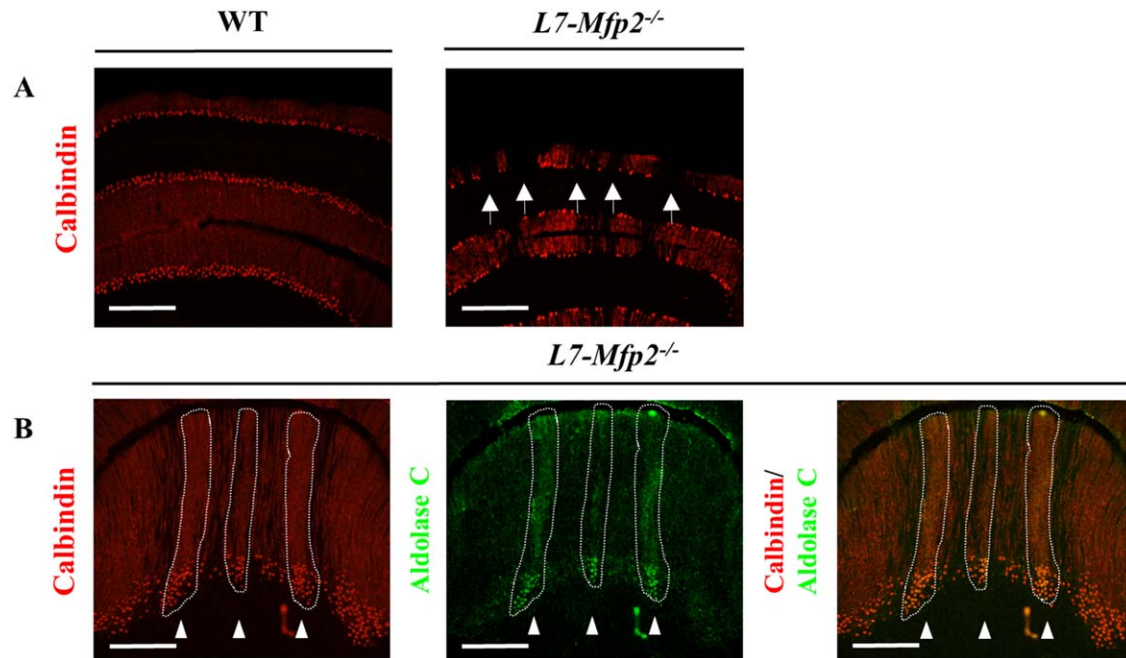 WT
L7-Mfp2-/-
A
Calbindin
L7-Mfp2-/-
B
Calbindin
Aldolase C
Calbindin/
Aldolase C